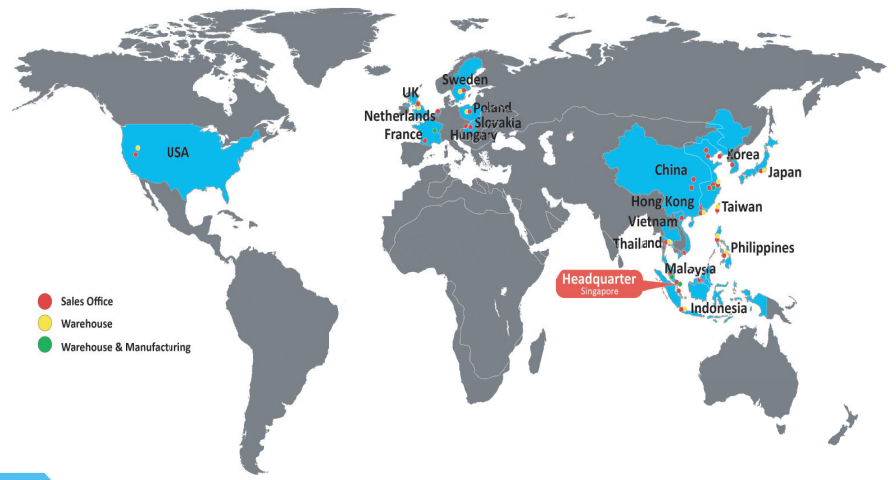 Sweden
UK
Netherlands
Poland
Slovakia
France
Hungary
USA
Korea
China
Japan
Hong Kong
Taiwan
Vietnam
Thailand
Philippines
Malaysia
Headquarter
Singapore
Indonesia
Sales Office
Warehouse
Warehouse & Manufacturing